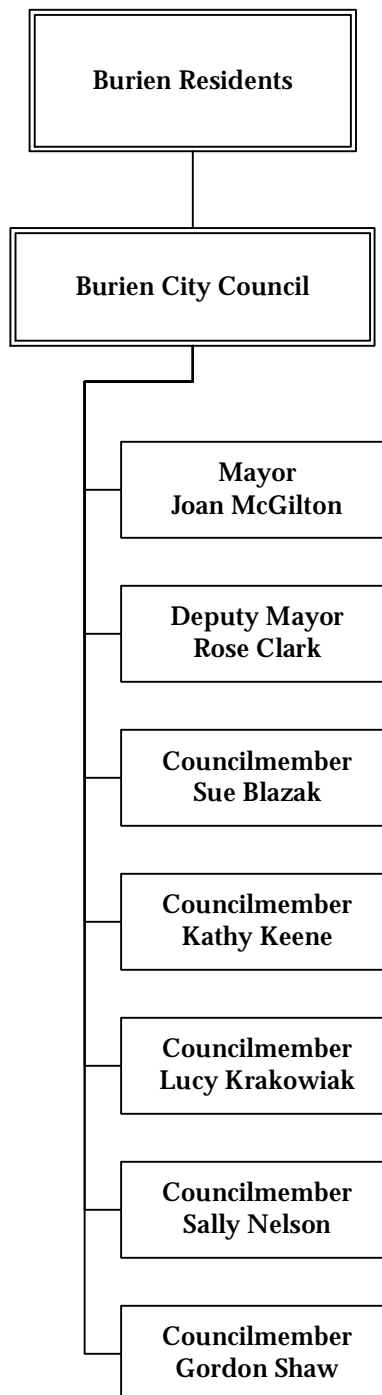 Burien Residents
Burien City Council
Mayor
Joan McGilton
Deputy Mayor
Rose Clark
Councilmember
Sue Blazak
Councilmember
Kathy Keene
Councilmember
Lucy Krakowiak
Councilmember
Sally Nelson
Councilmember
Gordon Shaw